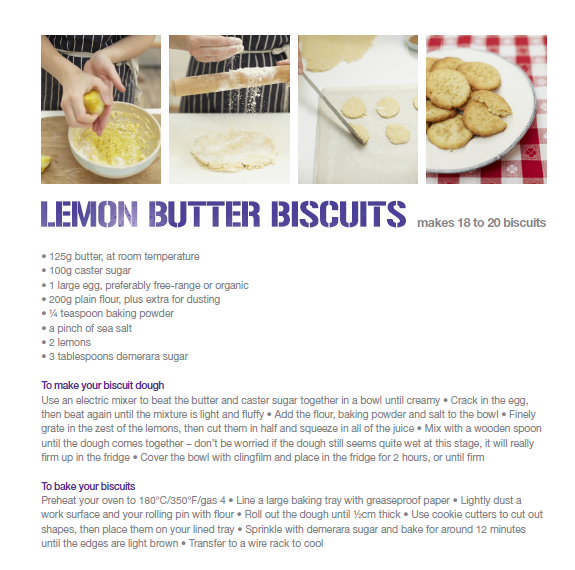 LEMON BUTTER BISCUITS makes 18 to 20 biscuits
• 125g butter, at room temperature
• 100g caster sugar
• 1 large egg, preferably free-range or organic
• 200g plain flour, plus extra for dusting
• ¼ teaspoon baking powder
• a pinch of sea salt
• 2 lemons
• 3 tablespoons demerara sugar
To make your biscuit dough
Use an electric mixer to beat the butter and caster sugar together in a bowl until creamy • Crack in the egg,
then beat again until the mixture is light and fluffy • Add the flour, baking powder and salt to the bowl • Finely
grate in the zest of the lemons, then cut them in half and squeeze in all of the juice • Mix with a wooden spoon
until the dough comes together – don't be worried if the dough still seems quite wet at this stage, it will really
firm up in the fridge • Cover the bowl with clingfilm and place in the fridge for 2 hours, or until firm
To bake your biscuits
Preheat your oven to 180°C/350°F/gas 4 • Line a large baking tray with greaseproof paper • Lightly dust a
work surface and your rolling pin with flour • Roll out the dough until ½cm thick • Use cookie cutters to cut out
shapes, then place them on your lined tray • Sprinkle with demerara sugar and bake for around 12 minutes
until the edges are light brown • Transfer to a wire rack to cool